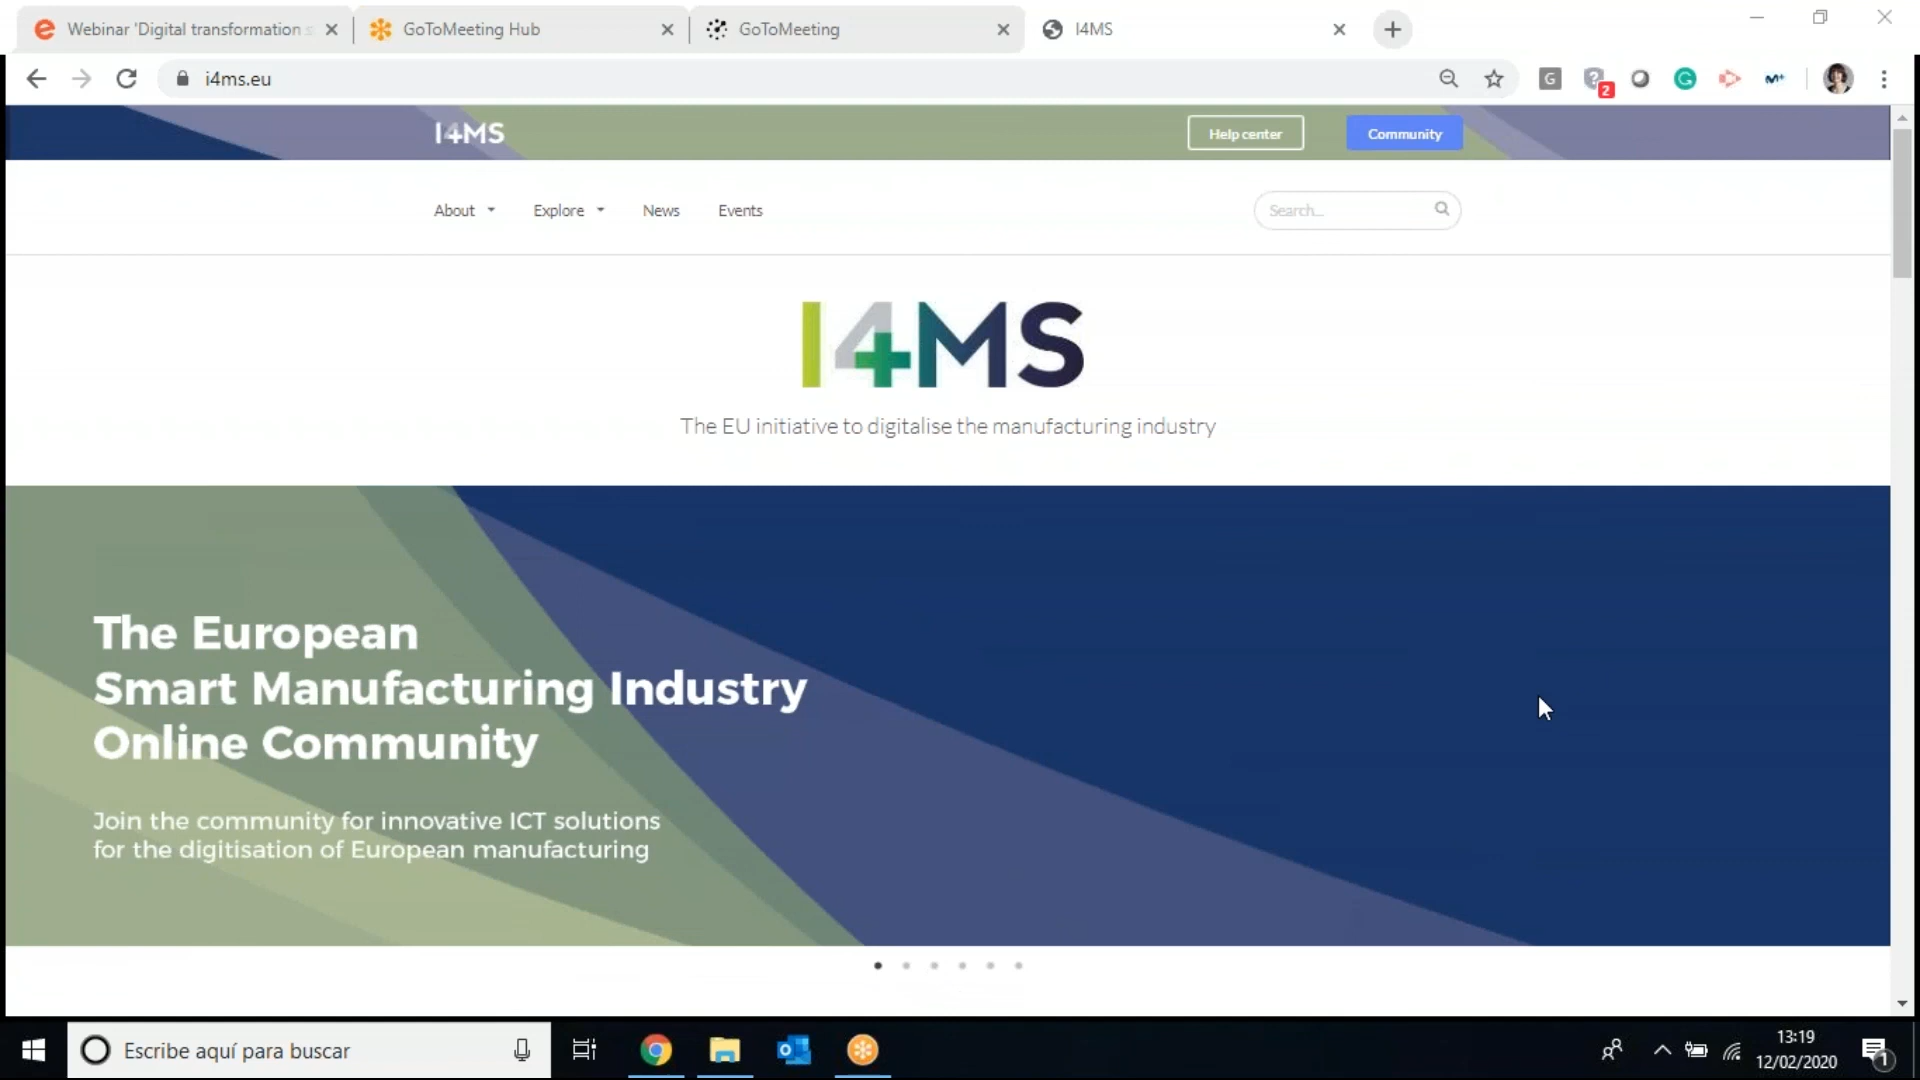 Webinar 'Digital transformation s
GoToMeeting Hub
GoToMeeting
I4MS
i4ms.eu
2
I4MS
Help center
Community
About
Explore
News
Events
Search...
I4MS
The EU initiative to digitalise the manufacturing industry
The European
Smart Manufacturing Industry
Online Community
Join the community for innovative ICT solutions
for the digitisation of European manufacturing
Escribe aquí para buscar
13:19
12/02/2020
1